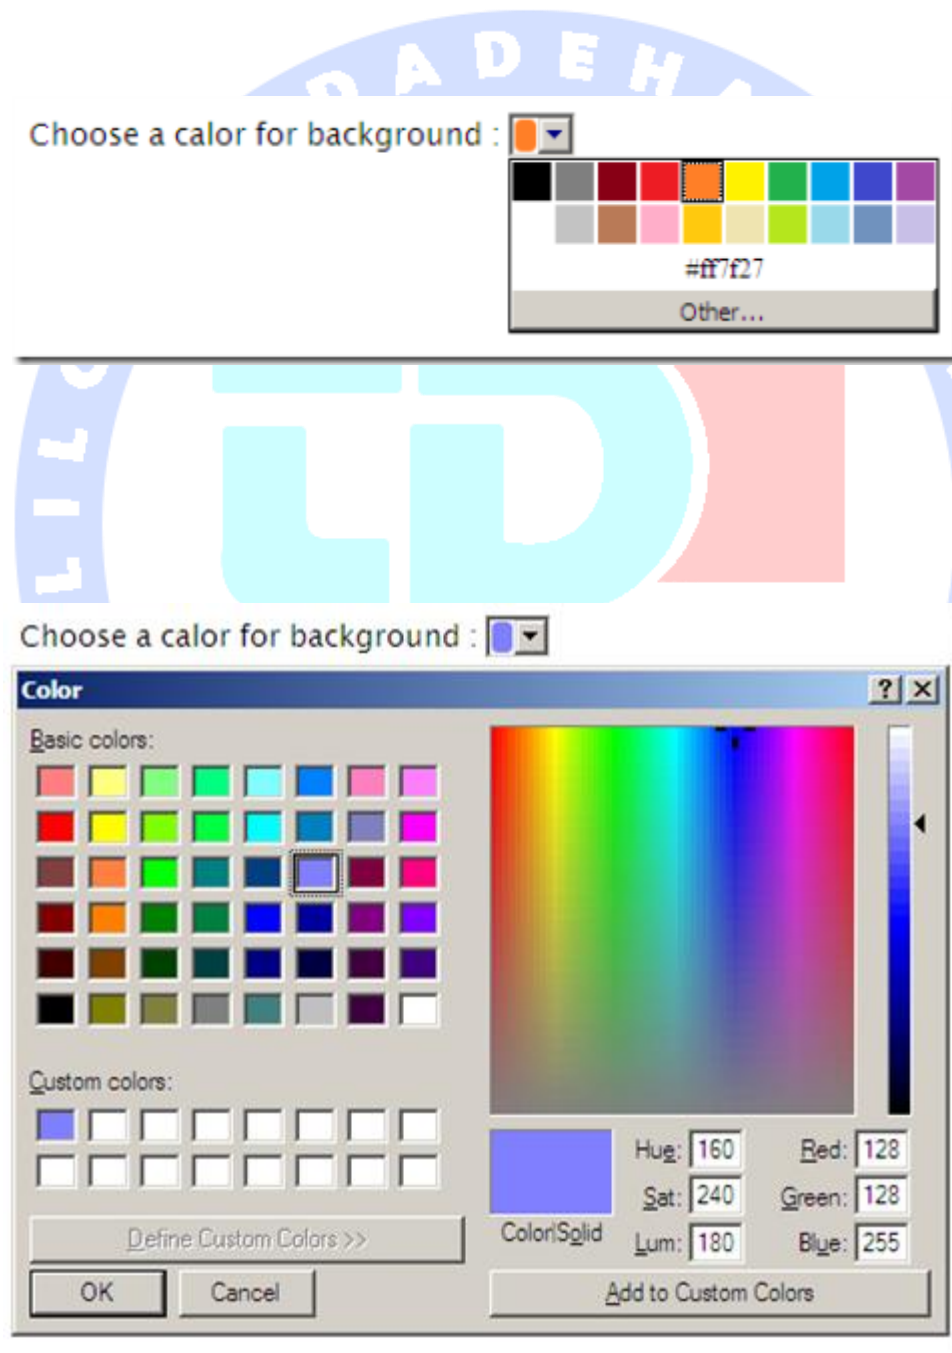 DADEHA
Choose a calor for background :
#ff7f27
Other...
LILO
Choose a calor for background :
Color
?
Basic colors:
Custom colors:
Define Custom Colors >>
OK
Cancel
Color|Solid
Hue: 160
Red: 128
Sat: 240
Green: 128
Lum: 180
Blue: 255
Add to Custom Colors